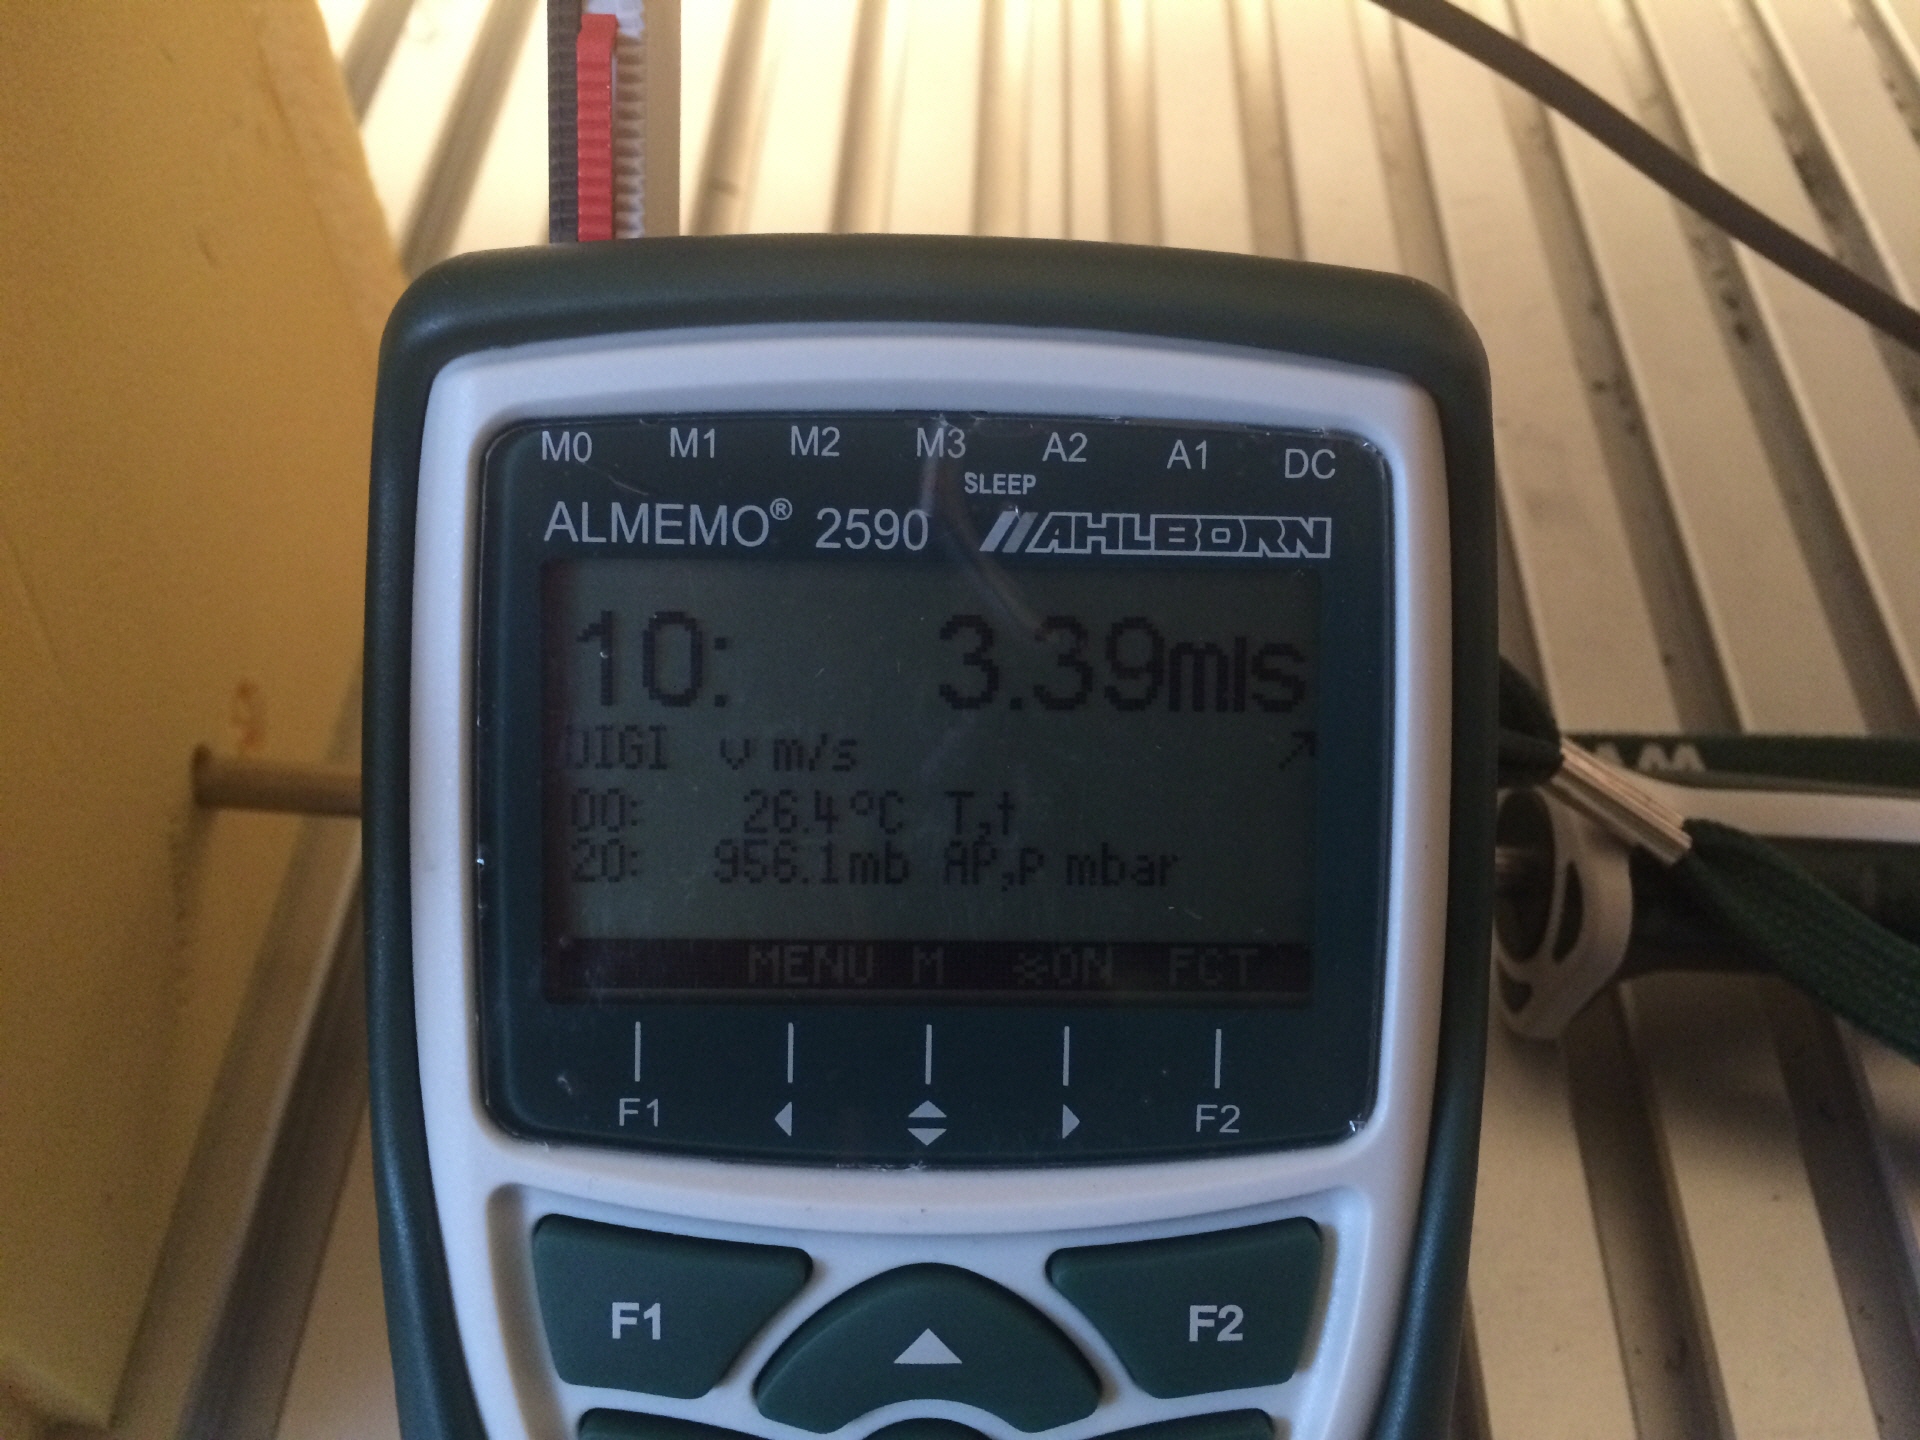 M0 M1 M2 M3 A2 A1 DC
SLEEP
ALMEMO® 2590 AHLBORN
10: 3.39m/s
DIGI v m/s
00: 26.4°C T,t
20: 956.1mb AP,p mbar
MENU M ☼ON FCT
F1 F2
F1 F2